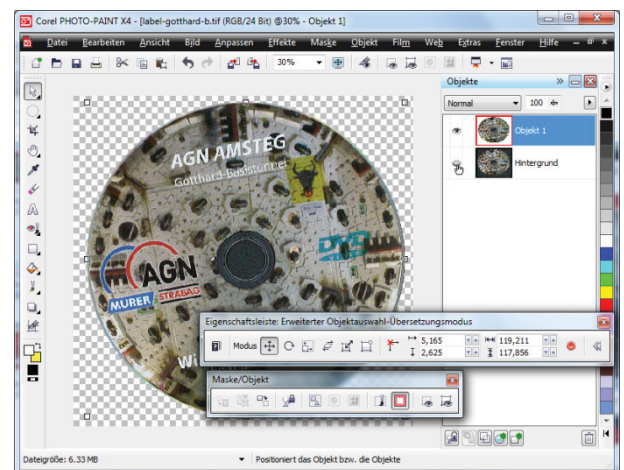 Corel PHOTO-PAINT X4 - [label-gotthard-b.tif (RGB/24 Bit) @30% - Objekt 1]
Datei Bearbeiten Ansicht Bild Anpassen Effekte Maske Objekt Film Web Extras Fenster Hilfe
30%
Objekte
Normal 100
Objekt 1
Hintergrund
AGN AMSTEG
Gotthard-Basistunnel
DVD
AGN
MURER STRABAG
Eigenschaftsleiste: Erweiterter Objektauswahl-Übersetzungsmodus
Modus 5,165 119,211
2,625 117,856
Maske/Objekt
Dateigröße: 6.33 MB Positioniert das Objekt bzw. die Objekte